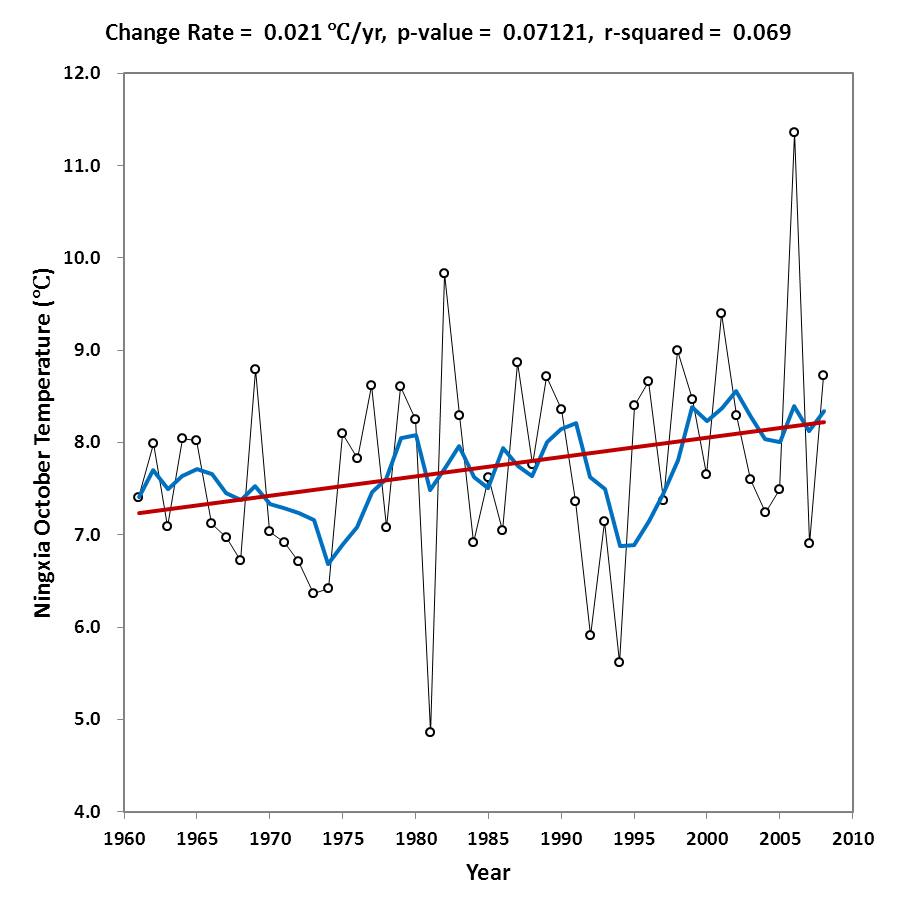 Change Rate = 0.021 ℃/yr, p-value = 0.07121, r-squared = 0.069
12.0
11.0
10.0
9.0
8.0
7.0
6.0
5.0
4.0
Ningxia October Temperature (℃)
1960 1965 1970 1975 1980 1985 1990 1995 2000 2005 2010
Year